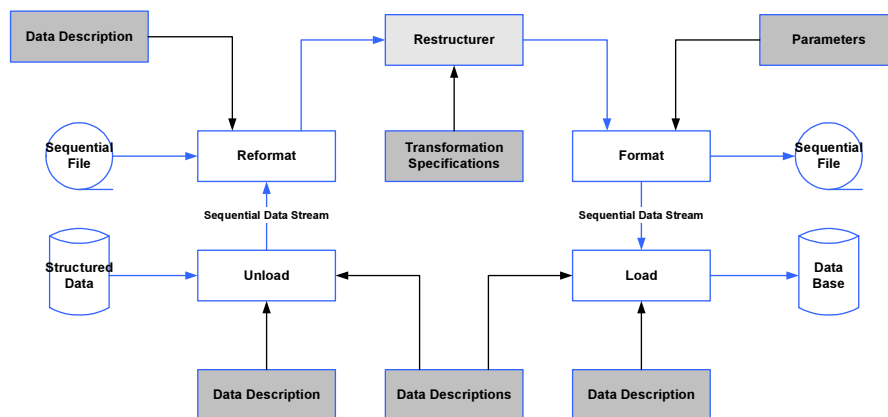 Data Description
Restructurer
Parameters
Sequential
File
Reformat
Transformation
Specifications
Format
Sequential
File
Sequential Data Stream
Sequential Data Stream
Structured
Data
Unload
Load
Data
Base
Data Description
Data Descriptions
Data Description